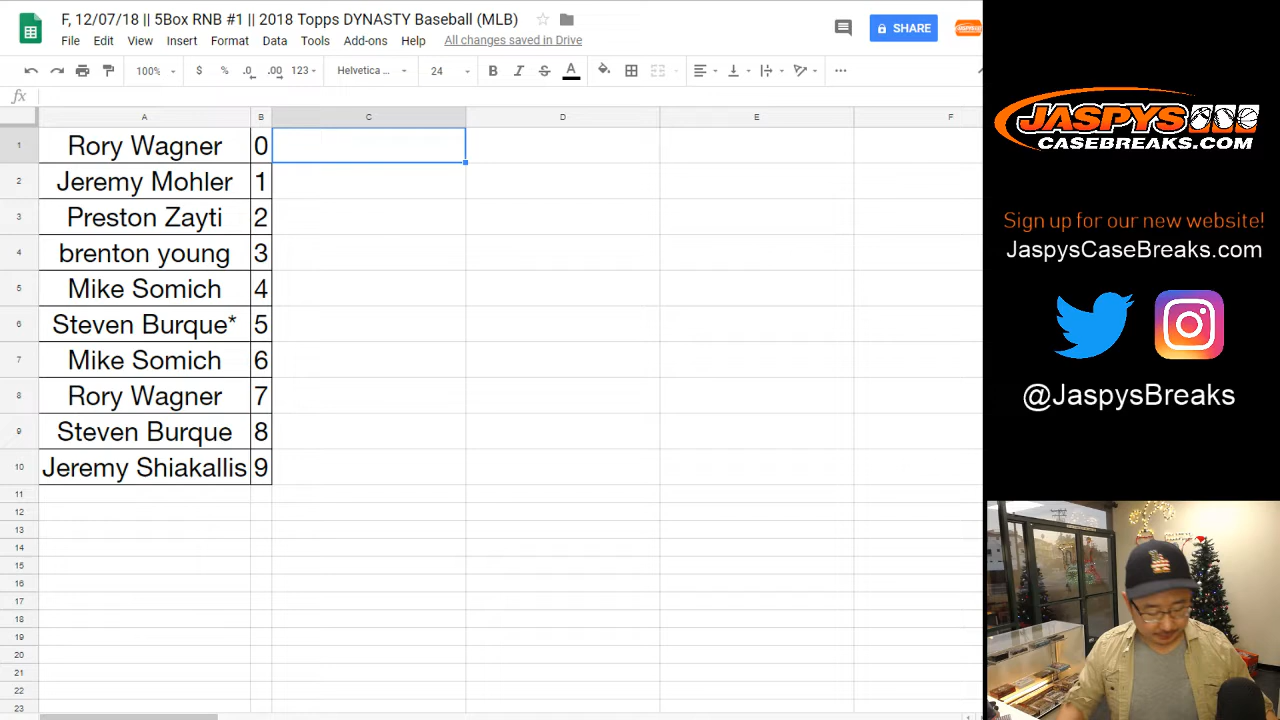 F, 12/07/18 || 5Box RNB #1 || 2018 Topps DYNASTY Baseball (MLB)
File Edit View Insert Format Data Tools Add-ons Help All changes saved in Drive
SHARE
100% $ % .0 .00 123 Helvetica ... 24 B I S A
fx
A B C D E F
1 Rory Wagner 0
2 Jeremy Mohler 1
3 Preston Zayti 2
4 brenton young 3
5 Mike Somich 4
6 Steven Burque* 5
7 Mike Somich 6
8 Rory Wagner 7
9 Steven Burque 8
10 Jeremy Shiakallis 9
11
12
13
14
15
16
17
18
19
20
21
22
23
JASPYS
CASEBREAKS.COM
Sign up for our new website!
JaspysCaseBreaks.com
@JaspysBreaks